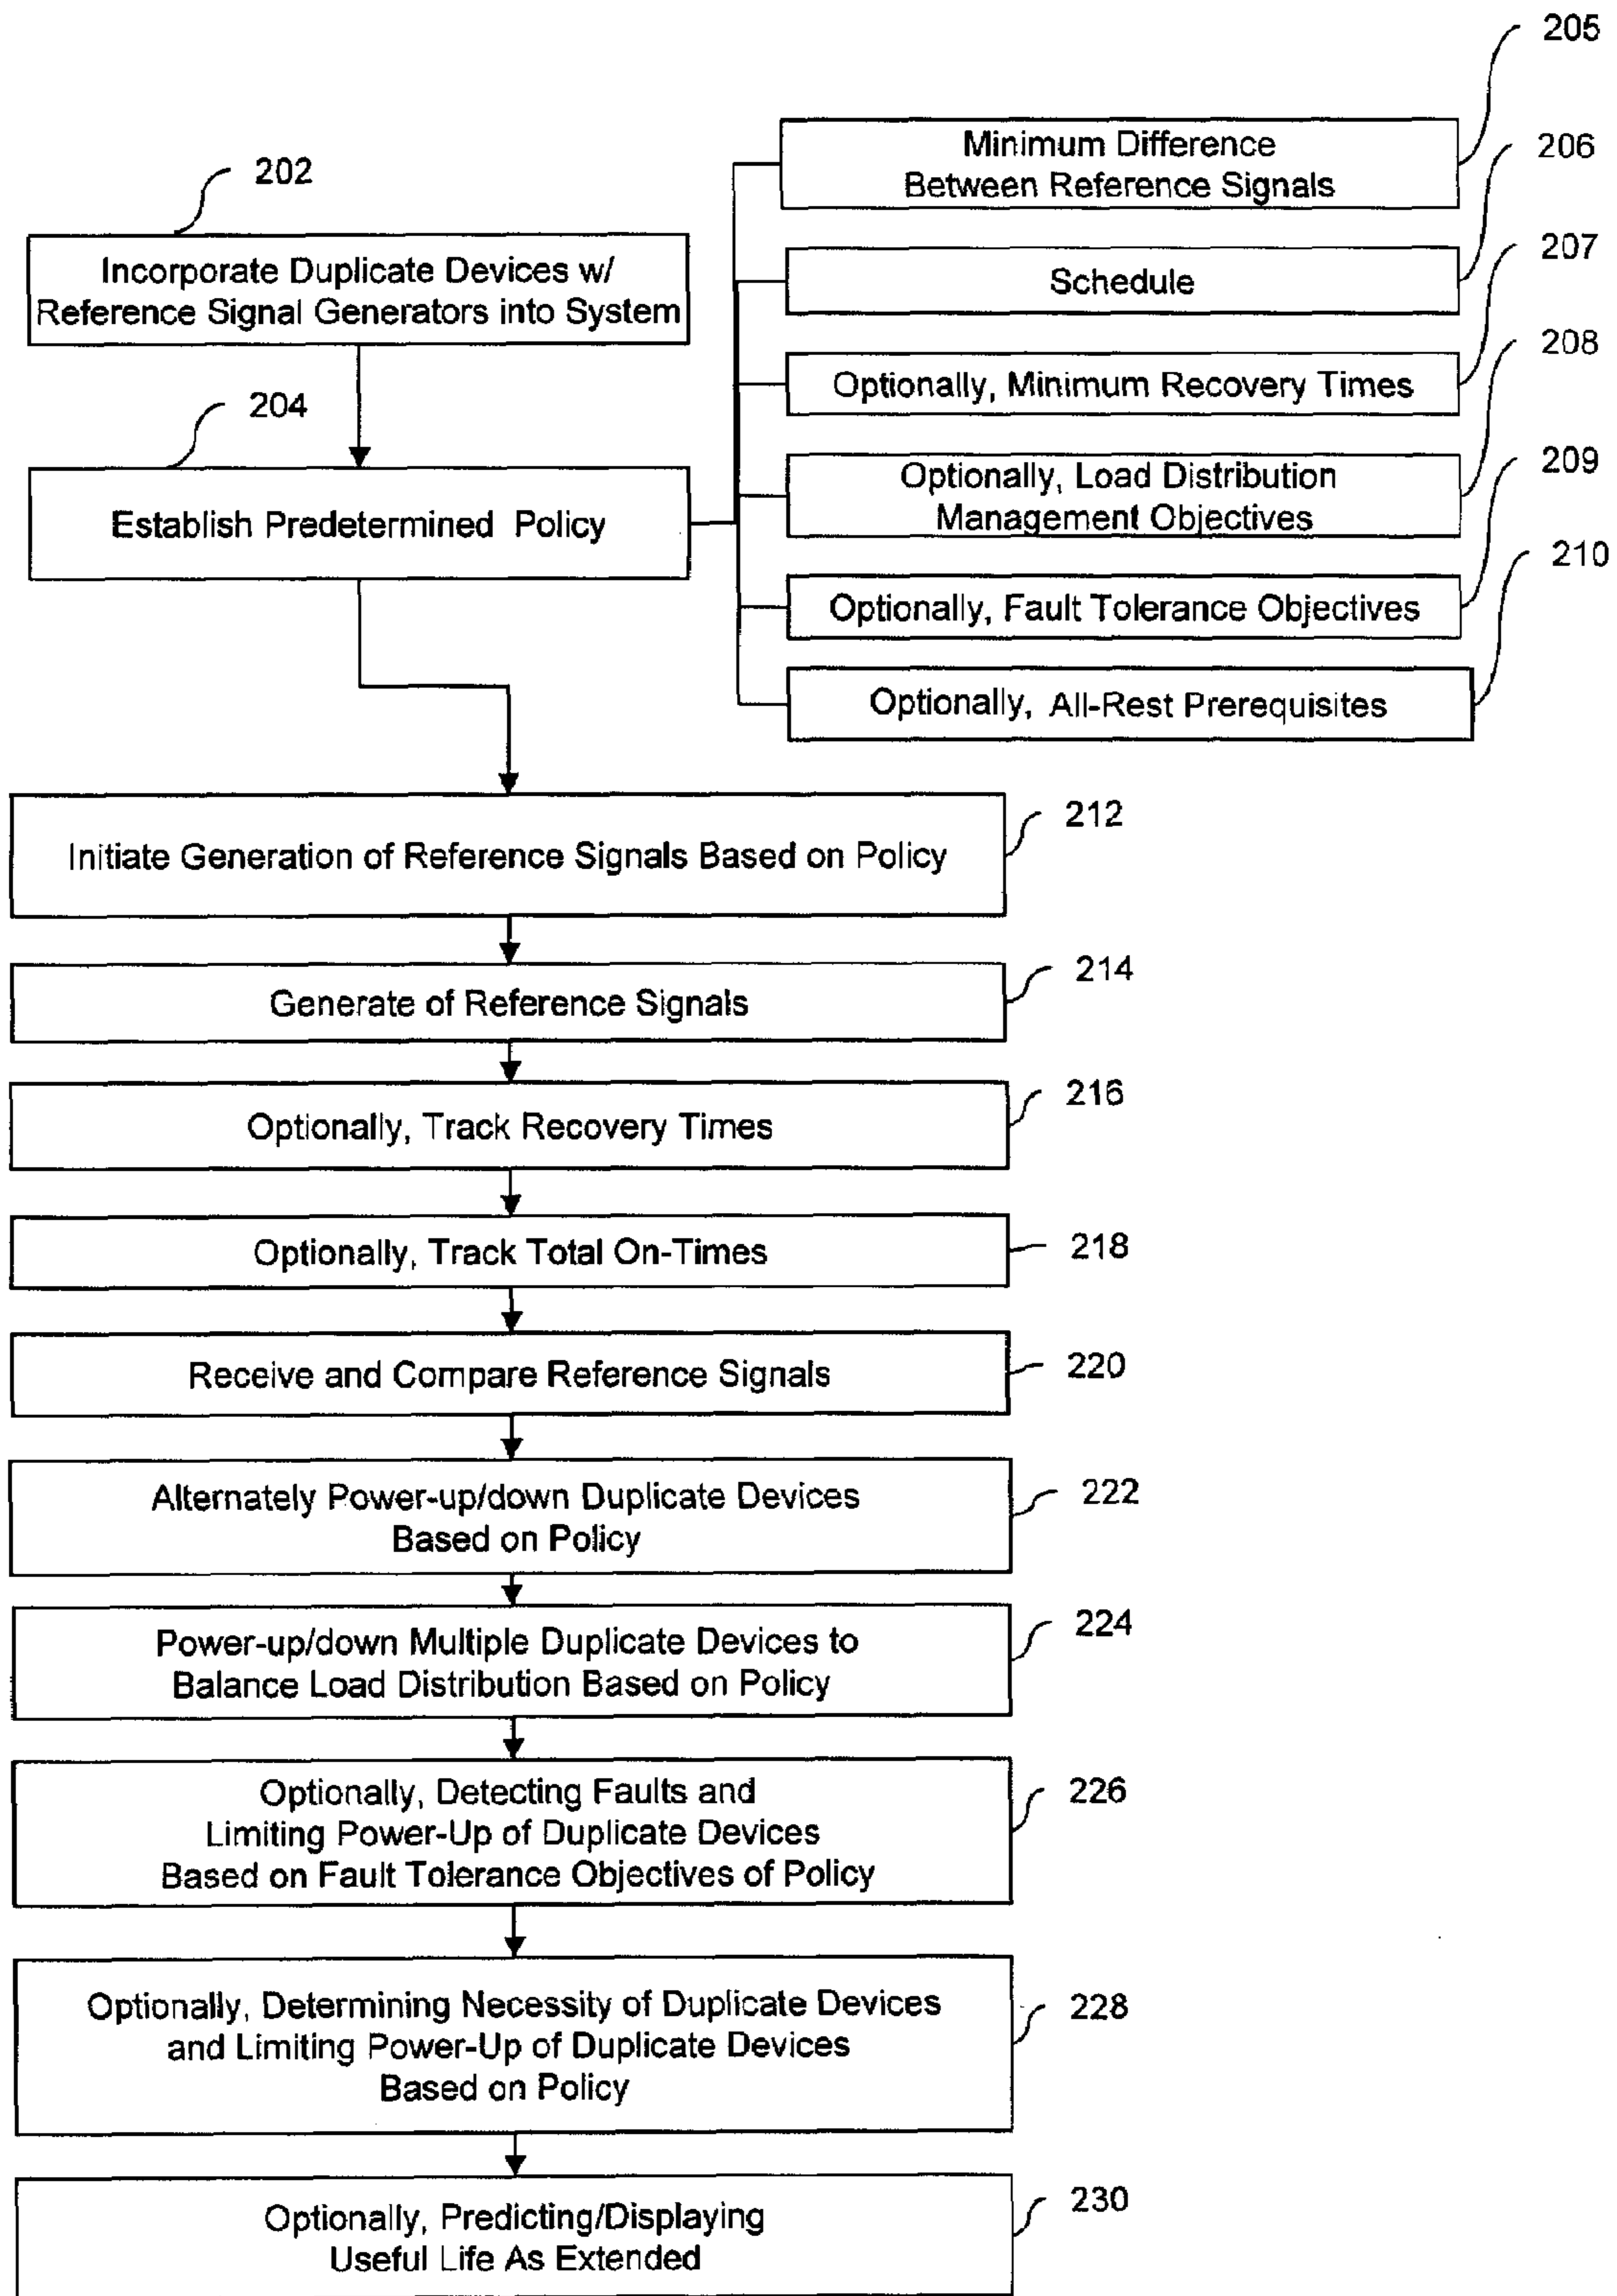 205
Minimum Difference
Between Reference Signals
206
202
Incorporate Duplicate Devices w/
Reference Signal Generators into System
Schedule
207
Optionally, Minimum Recovery Times
208
204
Establish Predetermined Policy
Optionally, Load Distribution
Management Objectives
209
Optionally, Fault Tolerance Objectives
210
Optionally, All-Rest Prerequisites
Initiate Generation of Reference Signals Based on Policy
212
Generate of Reference Signals
214
Optionally, Track Recovery Times
216
Optionally, Track Total On-Times
218
Receive and Compare Reference Signals
220
Alternately Power-up/down Duplicate Devices
Based on Policy
222
Power-up/down Multiple Duplicate Devices to
Balance Load Distribution Based on Policy
224
Optionally, Detecting Faults and
Limiting Power-Up of Duplicate Devices
Based on Fault Tolerance Objectives of Policy
226
Optionally, Determining Necessity of Duplicate Devices
and Limiting Power-Up of Duplicate Devices
Based on Policy
228
Optionally, Predicting/Displaying
Useful Life As Extended
230